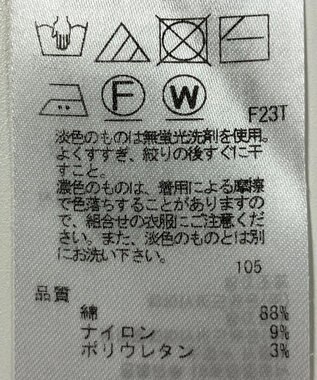 F W F23T
淡色のものは無蛍光洗剤を使用。
よくすすぎ、絞りの後すぐに干
すこと。
濃色のものは、着用による摩擦
で色落ちすることがありますの
で、組合せの衣服にご注意くだ
さい。また、淡色のものとは別
にお洗い下さい。
105
品質
綿 88%
ナイロン 9%
ポリウレタン 3%